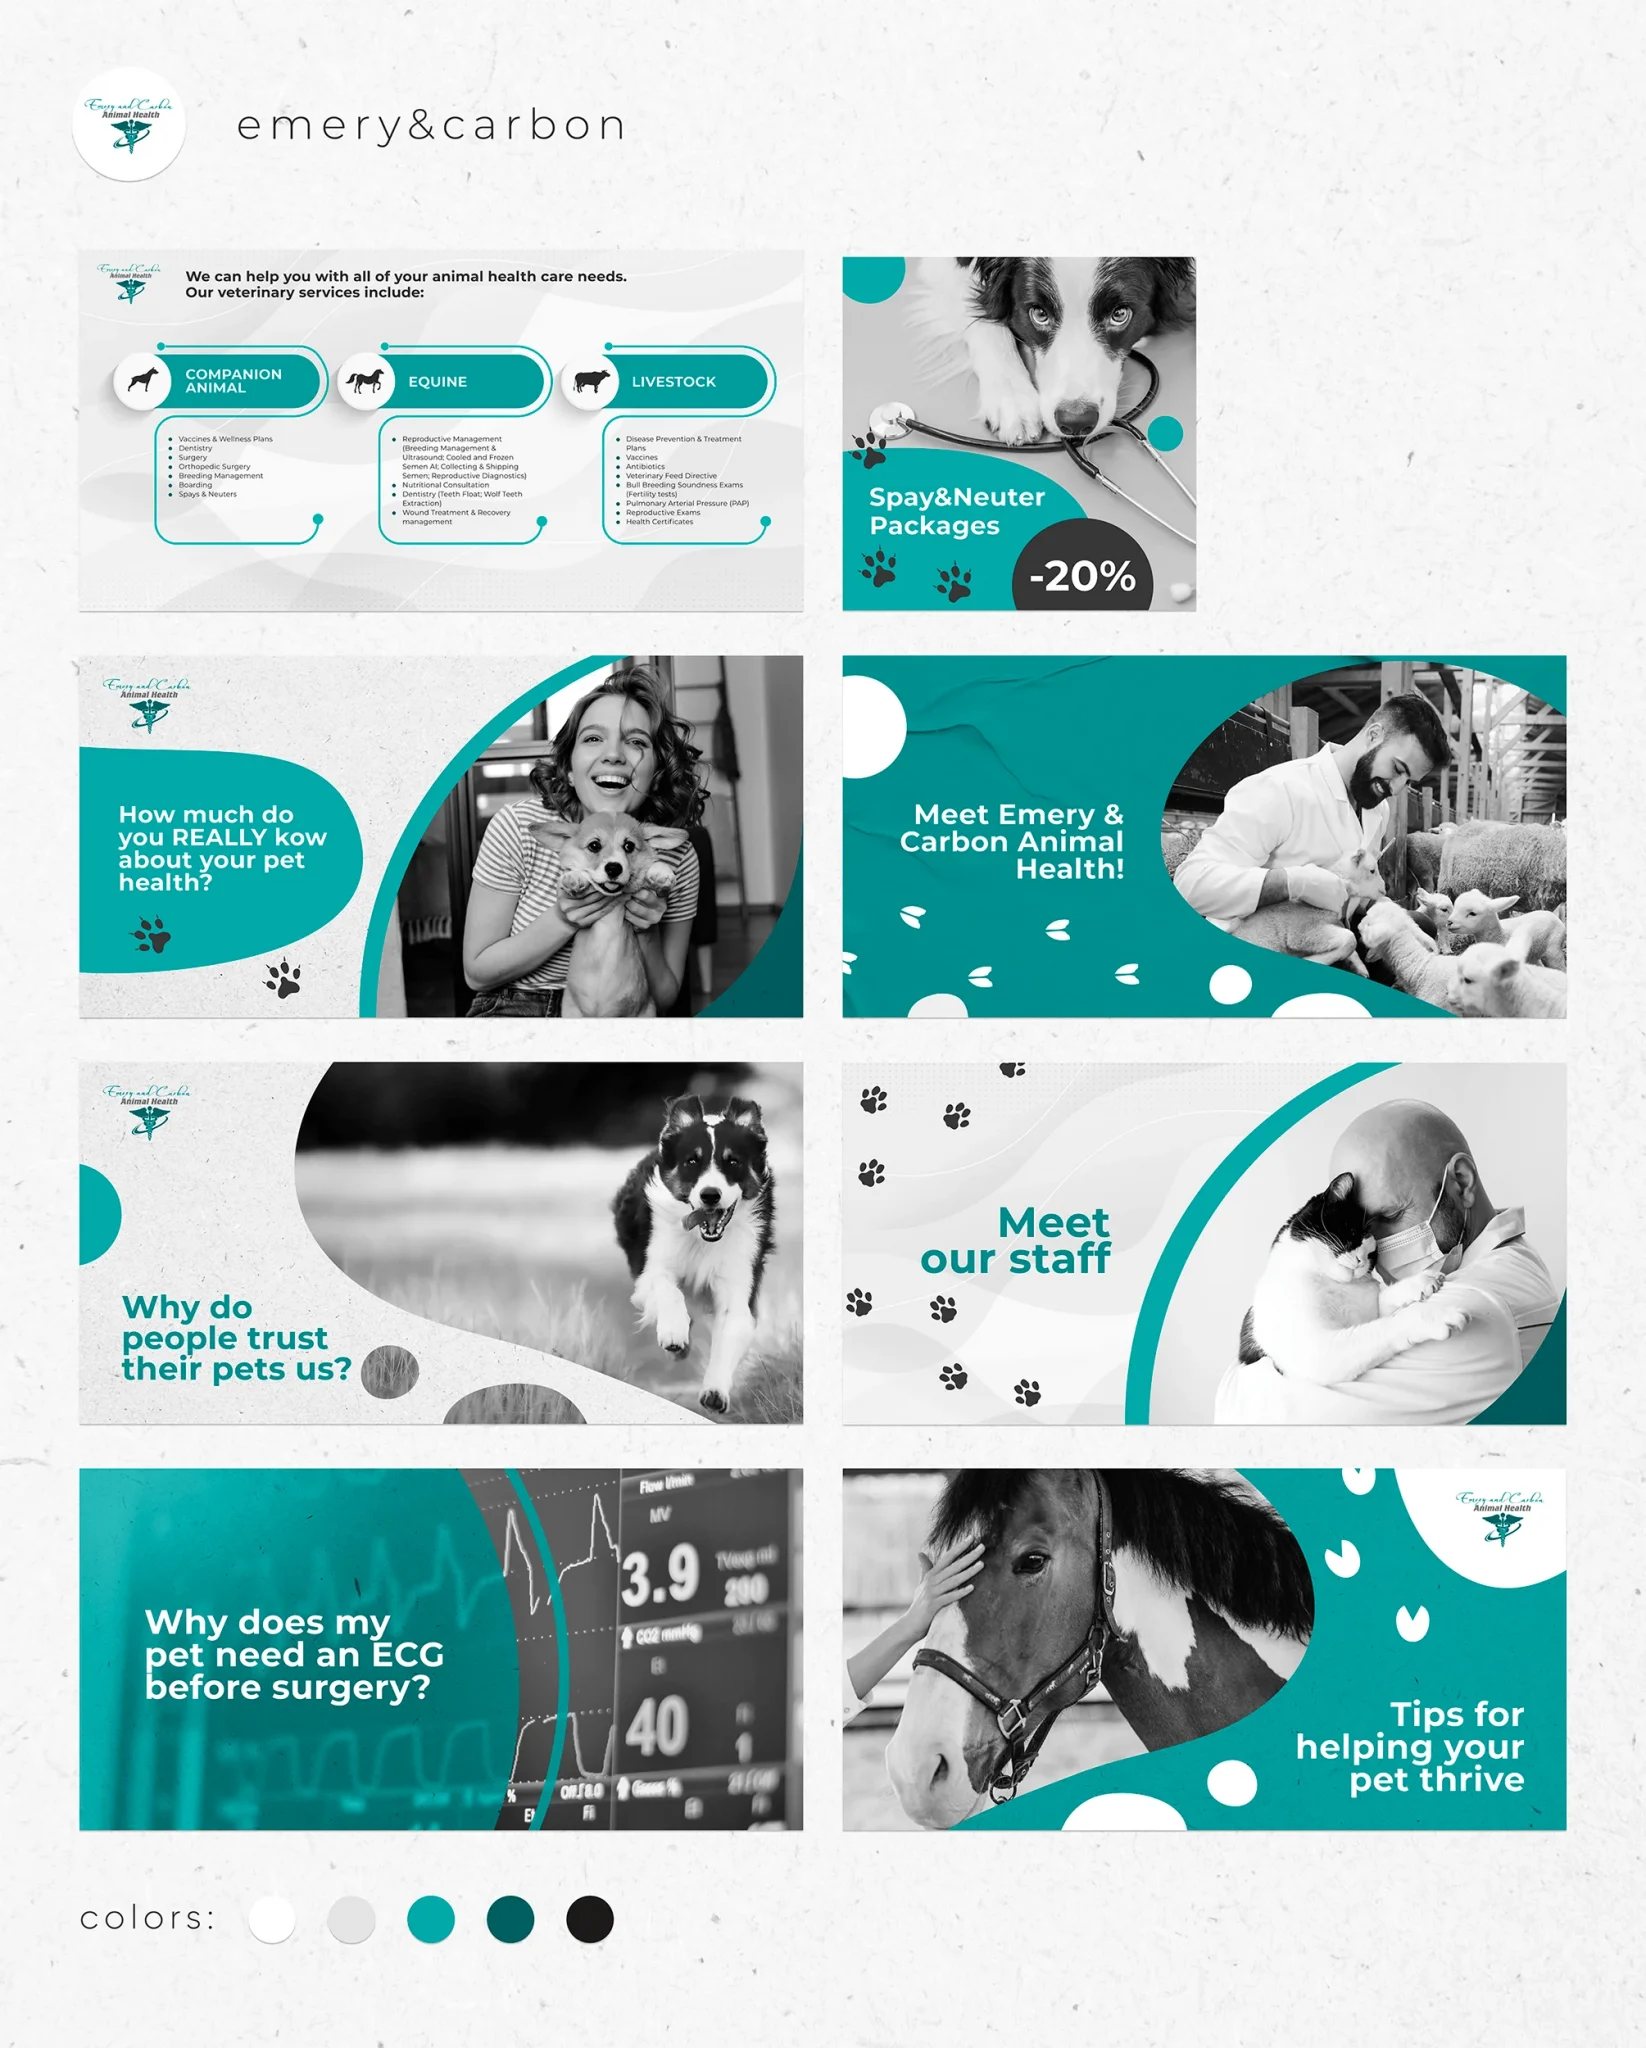 Emery and Carbon
Animal Health
emery&carbon
Emery and Carbon
Animal Health
We can help you with all of your animal health care needs.
Our veterinary services include:
COMPANION
ANIMAL
Vaccines & Wellness Plans
Dentistry
Surgery
Orthopedic Surgery
Breeding Management
Boarding
Spays & Neuters
EQUINE
Reproductive Management
(Breeding Management &
Ultrasound; Cooled and Frozen
Semen AI; Collecting & Shipping
Semen; Reproductive Diagnostics)
Nutritional Consultation
Dentistry (Teeth Float; Wolf Teeth
Extraction)
Wound Treatment & Recovery
management
LIVESTOCK
Disease Prevention & Treatment
Plans
Vaccines
Antibiotics
Veterinary Feed Directive
Bull Breeding Soundness Exams
(Fertility tests)
Pulmonary Arterial Pressure (PAP)
Reproductive Exams
Health Certificates
Spay&Neuter
Packages
-20%
Emery and Carbon
Animal Health
How much do
you REALLY kow
about your pet
health?
Meet Emery &
Carbon Animal
Health!
Emery and Carbon
Animal Health
Why do
people trust
their pets us?
Meet
our staff
Why does my
pet need an ECG
before surgery?
Flow l/min
MV
3.9
TVexp ml
290
CO2 mmHg
Et
40
Fi
1
%
Et
Off/8.0
Fi
Gases %
Emery and Carbon
Animal Health
Tips for
helping your
pet thrive
colors: